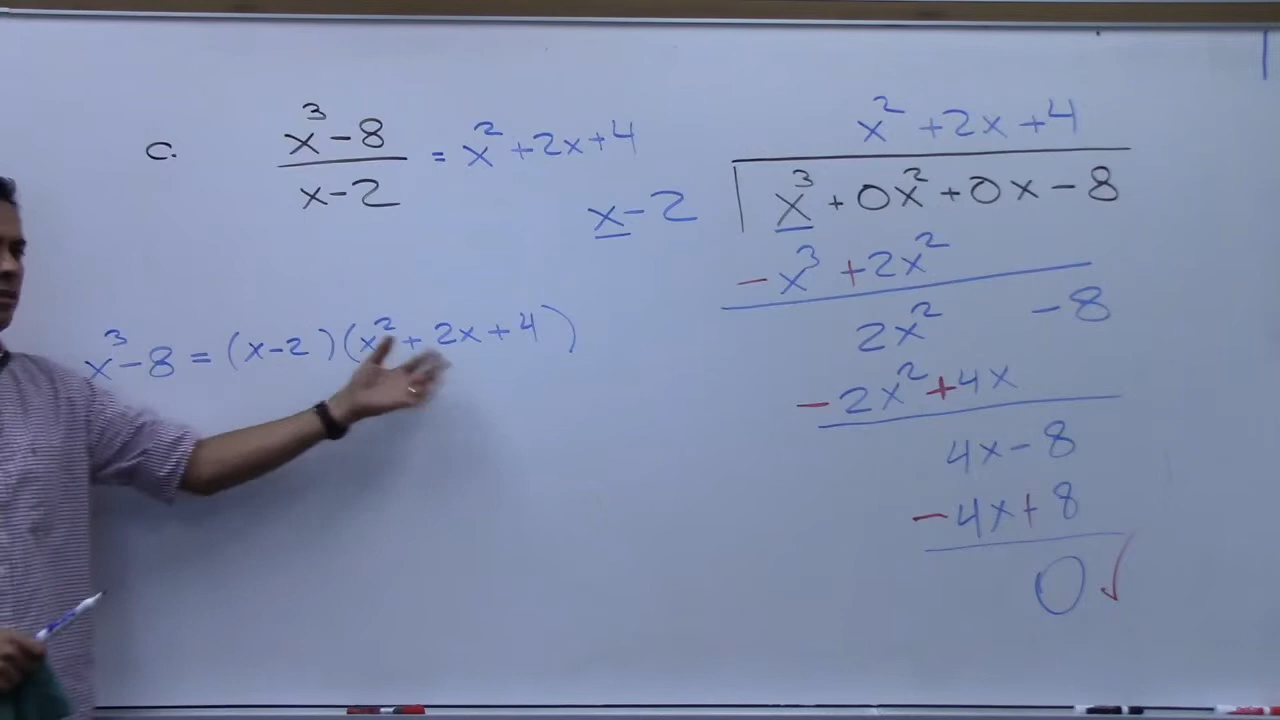 c. x³-8 / x-2 = x²+2x+4
x³-8 = (x-2)(x²+2x+4)
x²+2x+4
x-2 x³+0x²+0x-8
-x³+2x²
2x² -8
-2x²+4x
4x-8
-4x+8
0✓